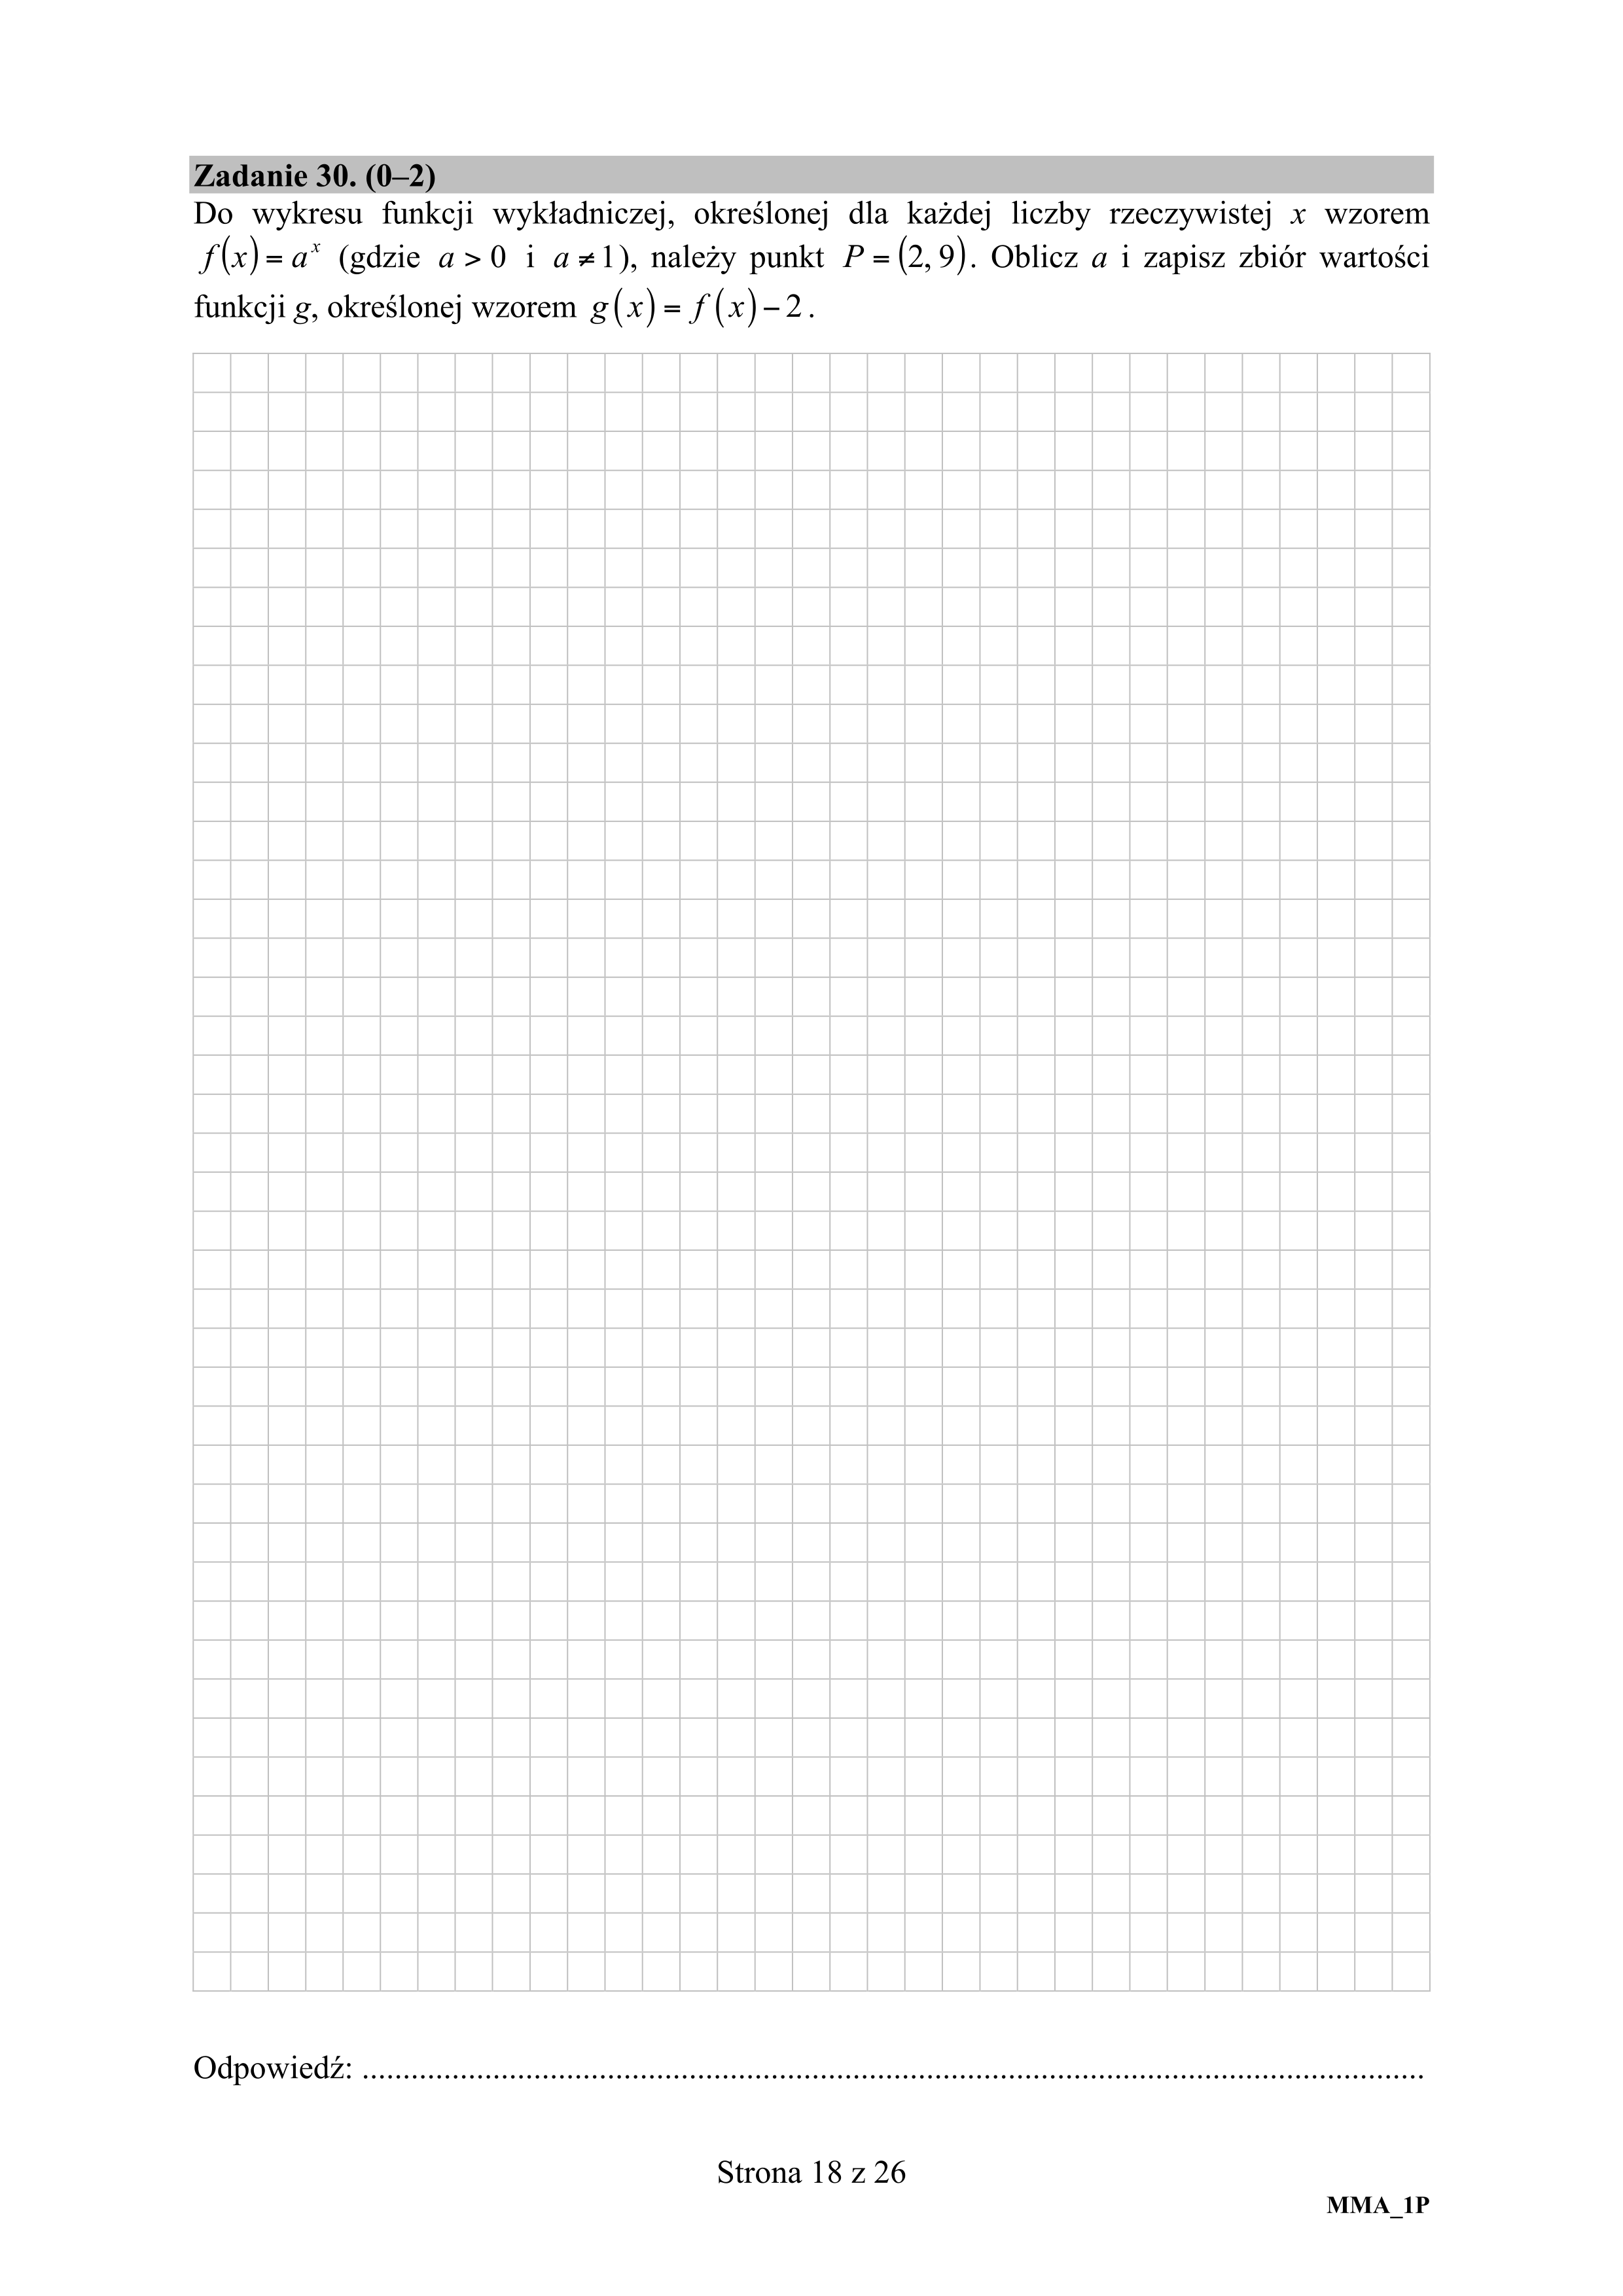 Zadanie 30. (0–2)
Do wykresu funkcji wykładniczej, określonej dla każdej liczby rzeczywistej x wzorem
f(x) = aˣ (gdzie a > 0 i a ≠ 1), należy punkt P = (2, 9). Oblicz a i zapisz zbiór wartości
funkcji g, określonej wzorem g(x) = f(x) − 2.
Odpowiedź: ..................................................................................................................................
Strona 18 z 26
MMA_1P